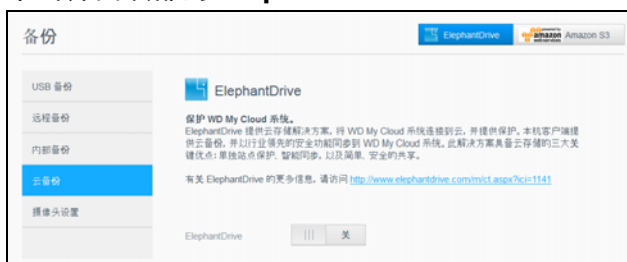 备份
ElephantDrive
powered by amazon web services Amazon S3
USB 备份
远程备份
内部备份
云备份
摄像头设置
ElephantDrive
保护 WD My Cloud 系统。
ElephantDrive 提供云存储解决方案，将 WD My Cloud 系统连接到云，并提供保护。本机客户端提
供云备份，并以行业领先的安全功能同步到 WD My Cloud 系统。此解决方案具备云存储的三大关
键优点：单独站点保护、智能同步，以及简单、安全的共享。
有关 ElephantDrive 的更多信息，请访问 http://www.elephantdrive.com/m/ct.aspx?ici=1141
ElephantDrive
关